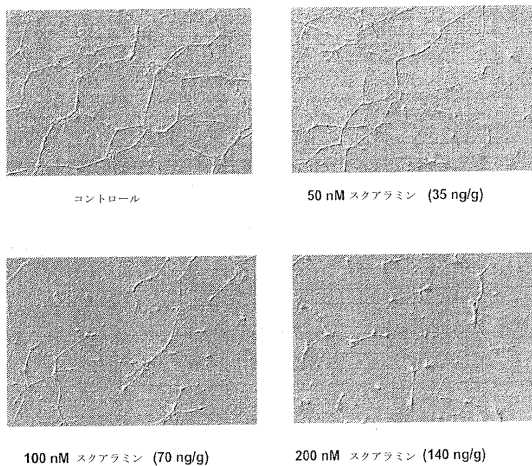 コントロール
50 nM スクアラミン (35 ng/g)
100 nM スクアラミン (70 ng/g)
200 nM スクアラミン (140 ng/g)